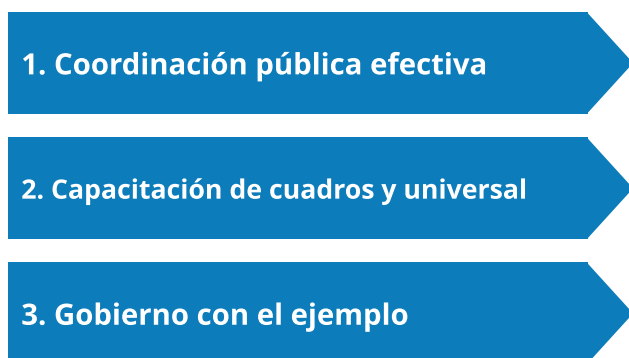 1. Coordinación pública efectiva
2. Capacitación de cuadros y universal
3. Gobierno con el ejemplo